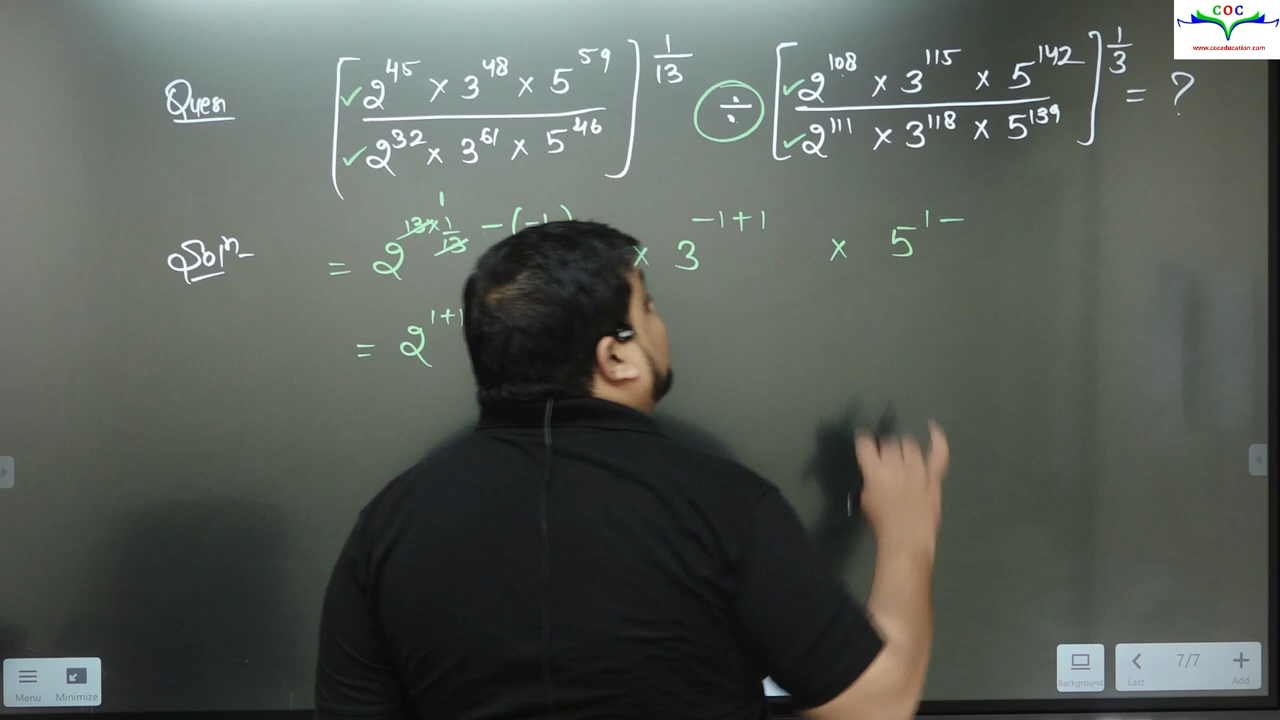 COC
www.coceducation.com
Quesn [ 2^45 × 3^48 × 5^59 / 2^32 × 3^61 × 5^46 ]^1/13 ÷ [ 2^108 × 3^115 × 5^142 / 2^111 × 3^118 × 5^139 ]^1/3 = ?
Soln- = 2^13×1/13 1 -(-1) × 3^-1+1 × 5^1-
= 2^1+1
Menu Minimize Background Last 7/7 Add